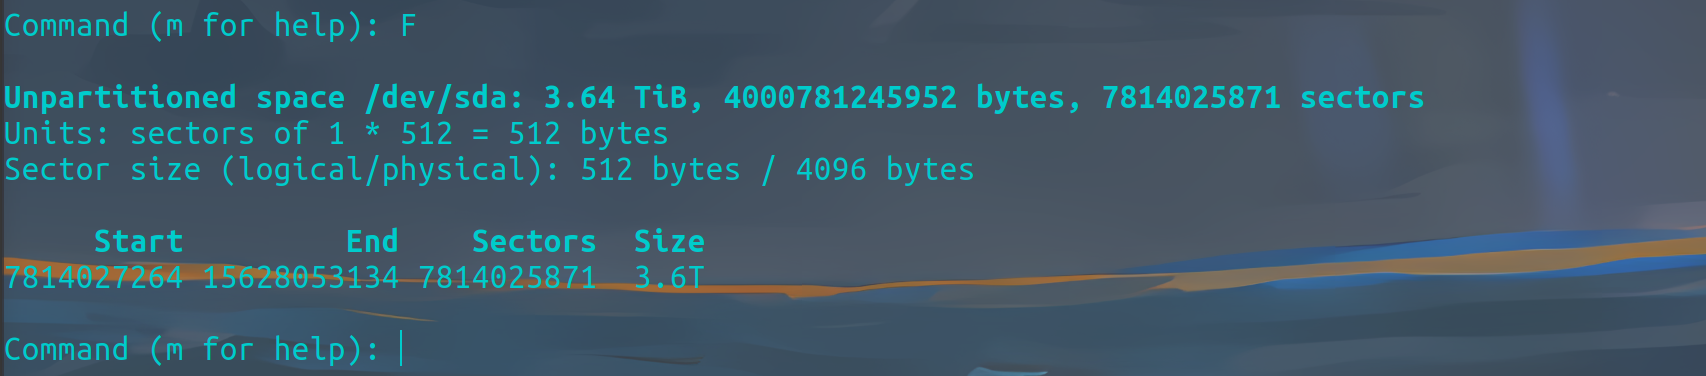 Command (m for help): F
Unpartitioned space /dev/sda: 3.64 TiB, 4000781245952 bytes, 7814025871 sectors
Units: sectors of 1 * 512 = 512 bytes
Sector size (logical/physical): 512 bytes / 4096 bytes
Start End Sectors Size
7814027264 15628053134 7814025871 3.6T
Command (m for help):